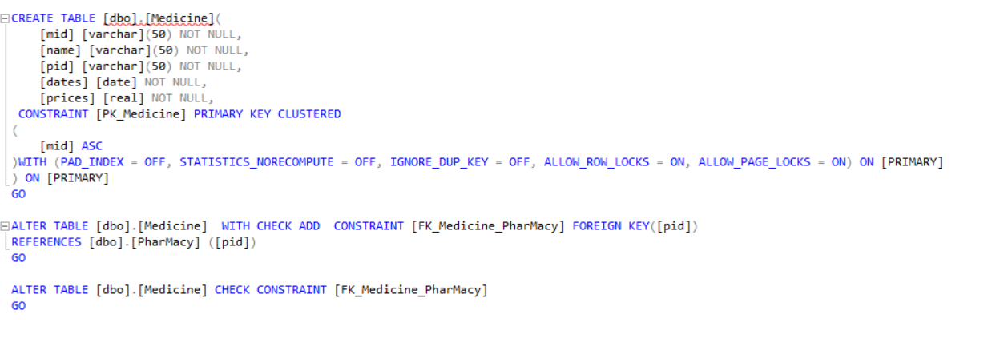 CREATE TABLE [dbo].[Medicine](
[mid] [varchar](50) NOT NULL,
[name] [varchar](50) NOT NULL,
[pid] [varchar](50) NOT NULL,
[dates] [date] NOT NULL,
[prices] [real] NOT NULL,
CONSTRAINT [PK_Medicine] PRIMARY KEY CLUSTERED
(
[mid] ASC
)WITH (PAD_INDEX = OFF, STATISTICS_NORECOMPUTE = OFF, IGNORE_DUP_KEY = OFF, ALLOW_ROW_LOCKS = ON, ALLOW_PAGE_LOCKS = ON) ON [PRIMARY]
) ON [PRIMARY]
GO
ALTER TABLE [dbo].[Medicine]  WITH CHECK ADD  CONSTRAINT [FK_Medicine_PharMacy] FOREIGN KEY([pid])
REFERENCES [dbo].[PharMacy] ([pid])
GO
ALTER TABLE [dbo].[Medicine] CHECK CONSTRAINT [FK_Medicine_PharMacy]
GO